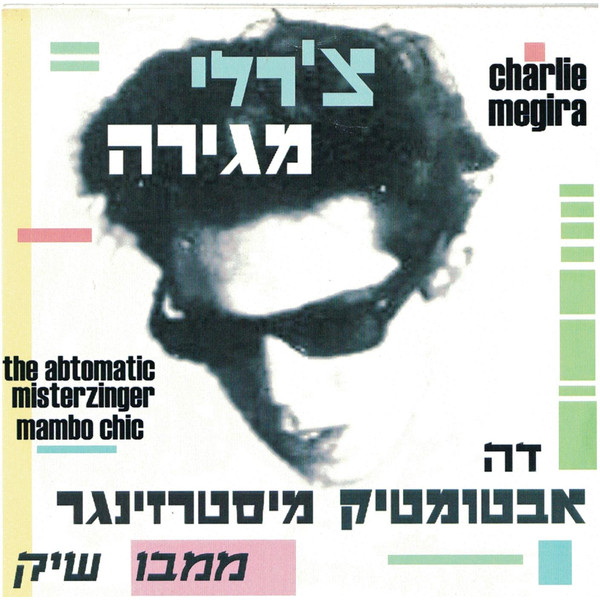 צ'רלי
מגירה
charlie
megira
the abtomatic
misterzinger
mambo chic
דה
אבטומטיק מיסטרזינגר
ממבו שיק